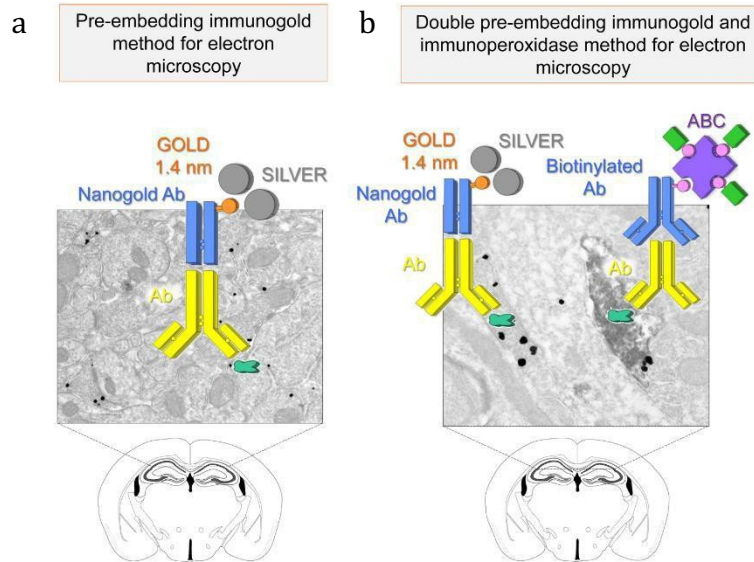 a
Pre-embedding immunogold
method for electron
microscopy
GOLD
1.4 nm
SILVER
Nanogold Ab
Ab
b
Double pre-embedding immunogold and
immunoperoxidase method for electron
microscopy
GOLD
1.4 nm
SILVER
Nanogold
Ab
Ab
ABC
Biotinylated
Ab
Ab